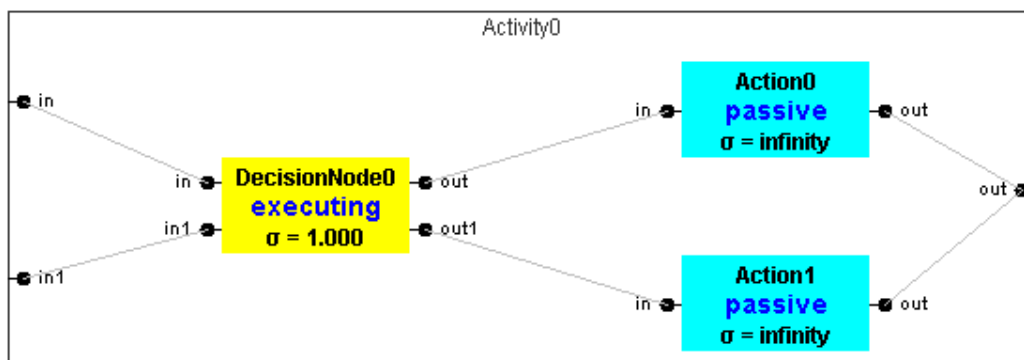 Activity0
in
in1
in
in1
DecisionNode0
executing
σ = 1.000
out
out1
in
Action0
passive
σ = infinity
out
in
Action1
passive
σ = infinity
out
out